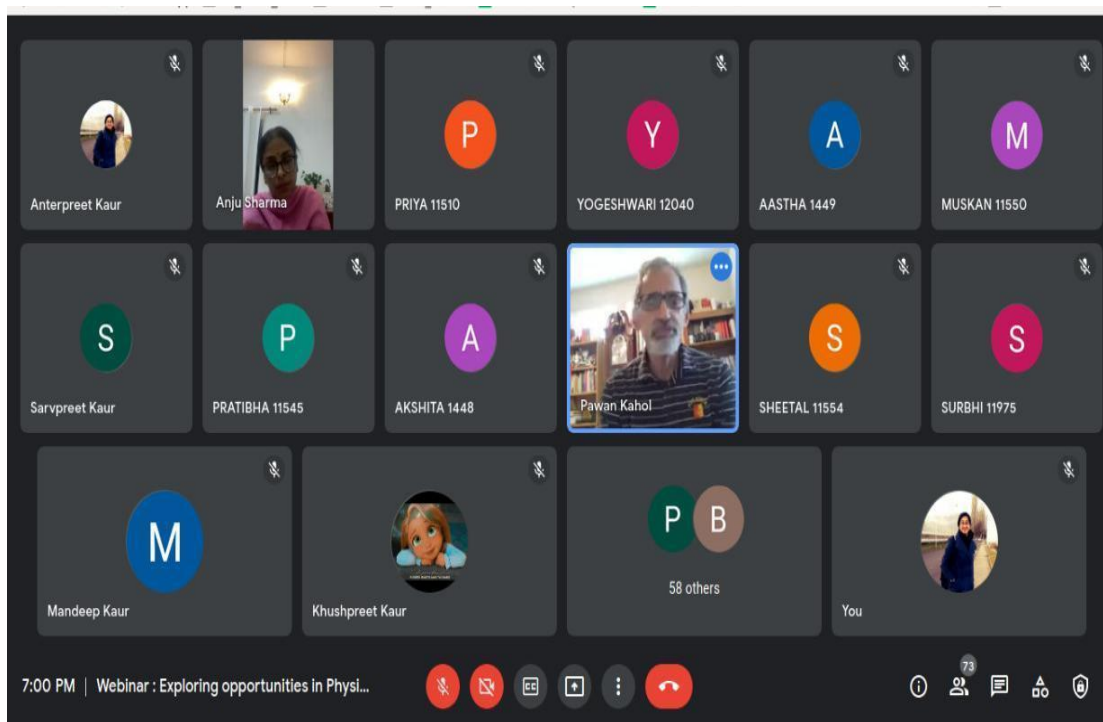 Anterpreet Kaur
Anju Sharma
P
PRIYA 11510
Y
YOGESHWARI 12040
A
AASTHA 1449
M
MUSKAN 11550
S
Sarvpreet Kaur
P
PRATIBHA 11545
A
AKSHITA 1448
Pawan Kahol
S
SHEETAL 11554
S
SURBHI 11975
M
Mandeep Kaur
Khushpreet Kaur
P B
58 others
You
7:00 PM | Webinar : Exploring opportunities in Physi...
CC
73